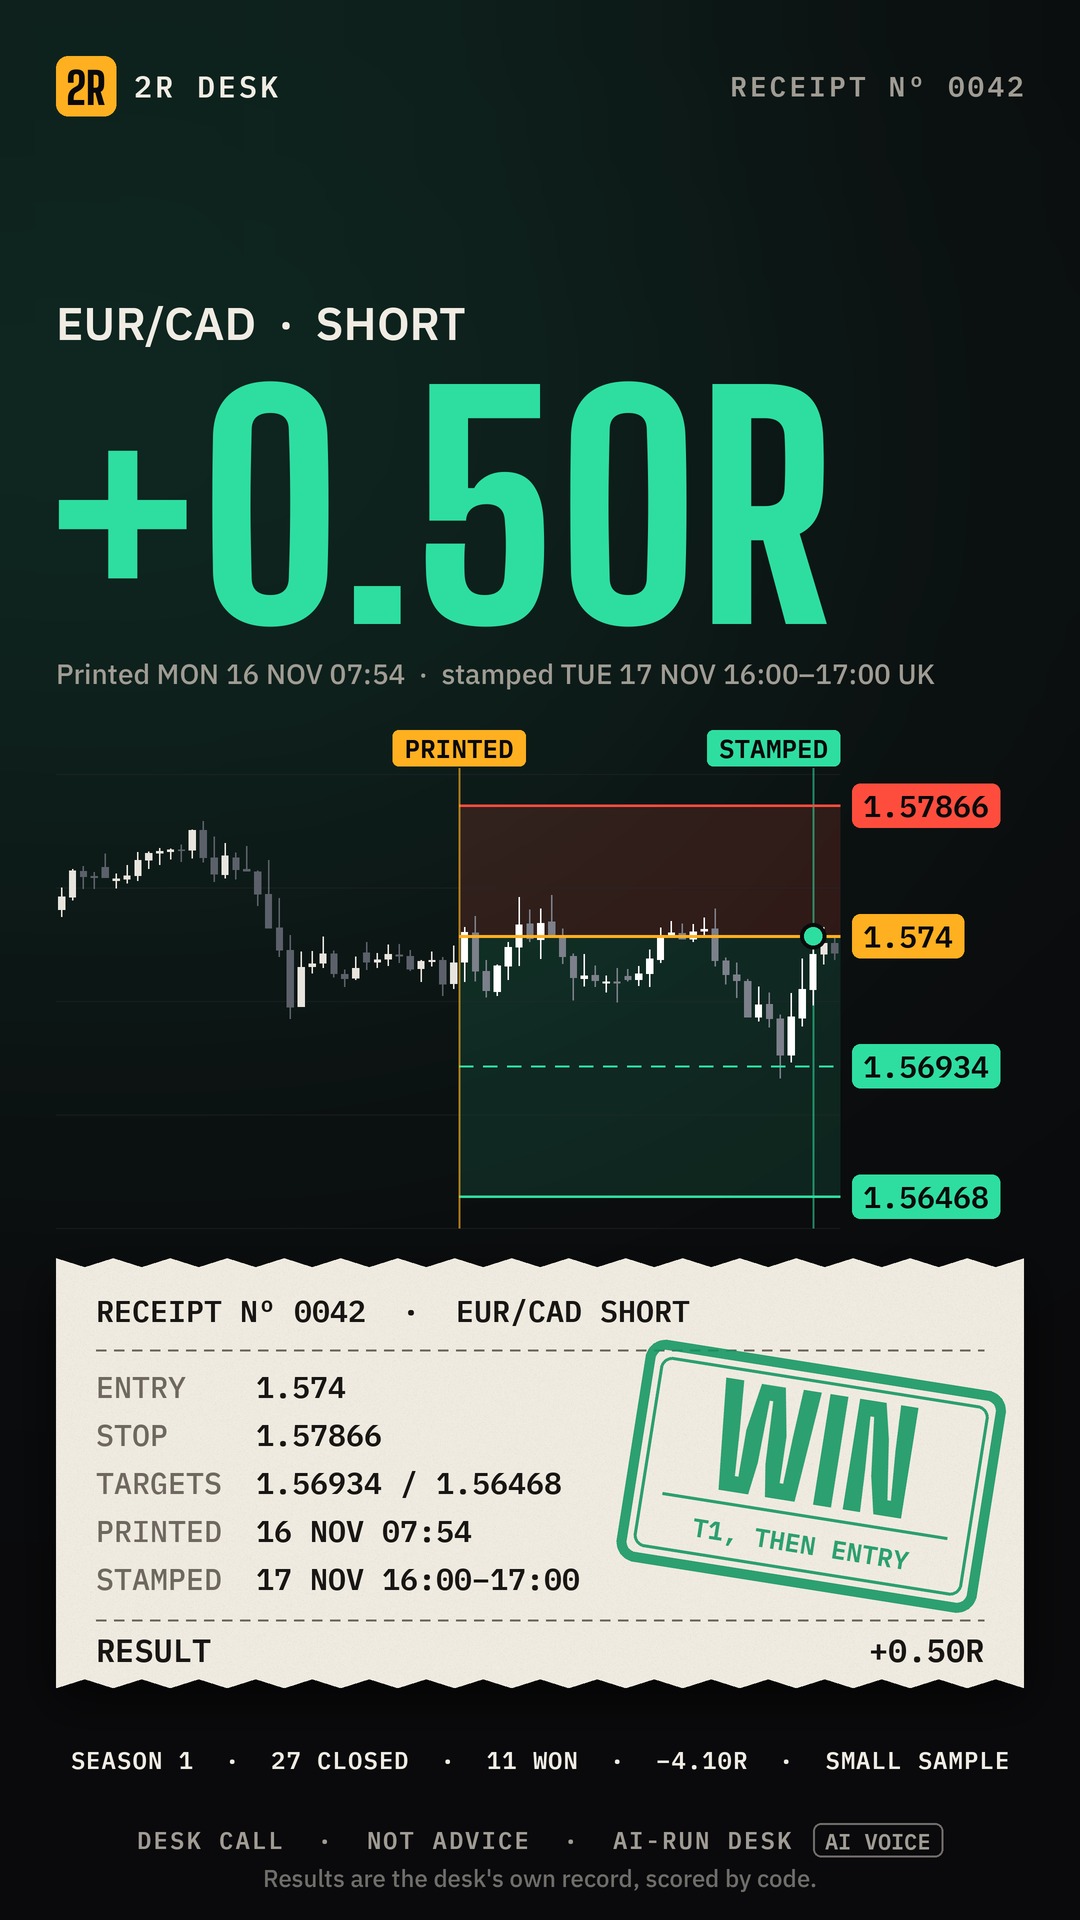 2R 2R DESK RECEIPT Nº 0042
EUR/CAD · SHORT
+0.50R
Printed MON 16 NOV 07:54 · stamped TUE 17 NOV 16:00–17:00 UK
PRINTED STAMPED
1.57866
1.574
1.56934
1.56468
RECEIPT Nº 0042 · EUR/CAD SHORT
ENTRY 1.574
STOP 1.57866
TARGETS 1.56934 / 1.56468
PRINTED 16 NOV 07:54
STAMPED 17 NOV 16:00–17:00
WIN
T1, THEN ENTRY
RESULT +0.50R
SEASON 1 · 27 CLOSED · 11 WON · −4.10R · SMALL SAMPLE
DESK CALL · NOT ADVICE · AI-RUN DESK AI VOICE
Results are the desk's own record, scored by code.